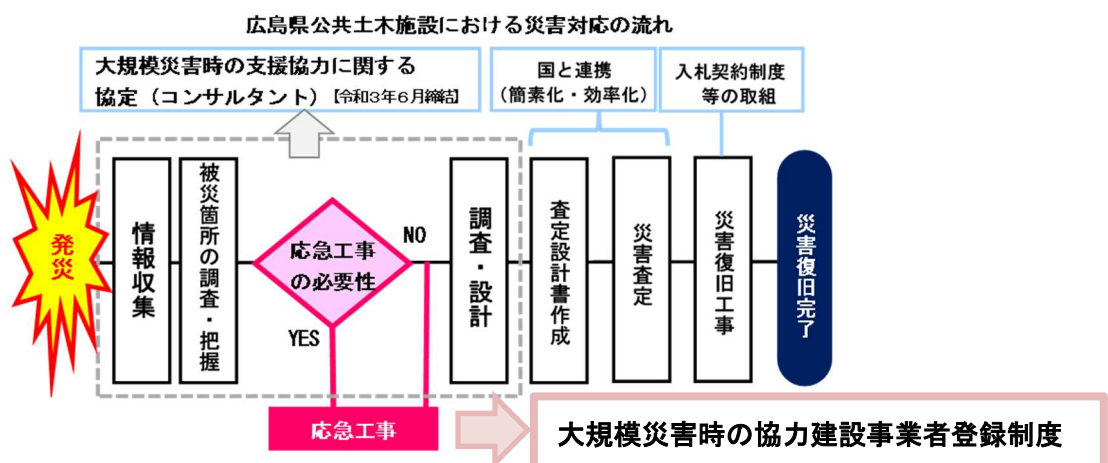 広島県公共土木施設における災害対応の流れ
大規模災害時の支援協力に関する
協定（コンサルタント）【令和3年6月締結】
国と連携
（簡素化・効率化）
入札契約制度
等の取組
発災
情報収集
被災箇所の調査・把握
応急工事
の必要性
NO
YES
調査・設計
査定設計書作成
災害査定
災害復旧工事
災害復旧完了
応急工事
大規模災害時の協力建設事業者登録制度